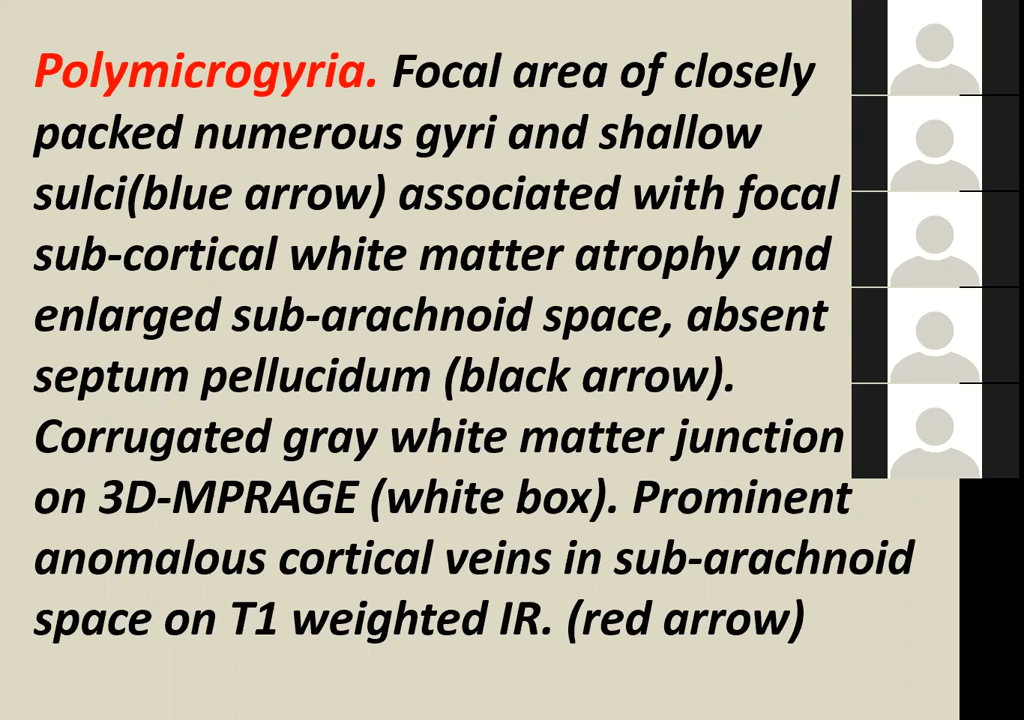 Polymicrogyria. Focal area of closely
packed numerous gyri and shallow
sulci(blue arrow) associated with focal
sub-cortical white matter atrophy and
enlarged sub-arachnoid space, absent
septum pellucidum (black arrow).
Corrugated gray white matter junction
on 3D-MPRAGE (white box). Prominent
anomalous cortical veins in sub-arachnoid
space on T1 weighted IR. (red arrow)